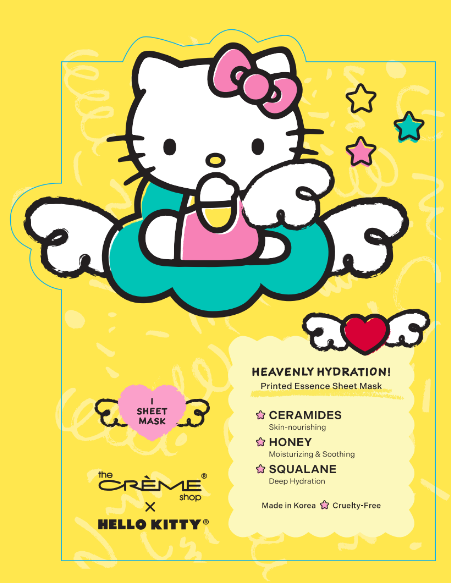 HEAVENLY HYDRATION!
Printed Essence Sheet Mask
CERAMIDES
Skin-nourishing
HONEY
Moisturizing & Soothing
SQUALANE
Deep Hydration
Made in Korea Cruelty-Free
1
SHEET
MASK
the
CRÈME®
shop
X
HELLO KITTY®